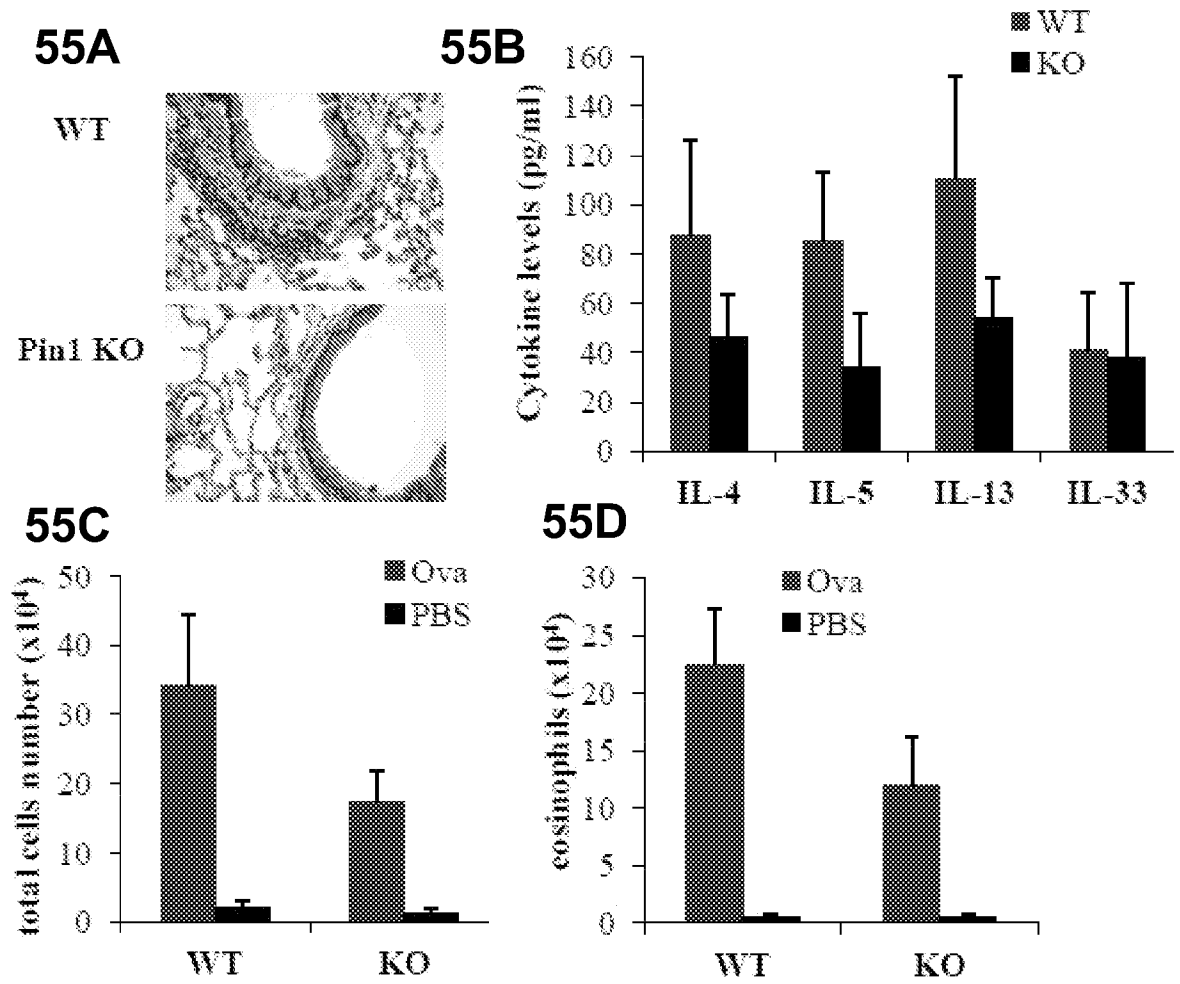 55A
WT
Pin1 KO
55B
WT
KO
Cytokine levels (pg/ml)
160
140
120
100
80
60
40
20
0
IL-4 IL-5 IL-13 IL-33
55C
Ova
PBS
total cells number (x10⁴)
50
40
30
20
10
0
WT KO
55D
Ova
PBS
eosinophils (x10⁴)
30
25
20
15
10
5
0
WT KO